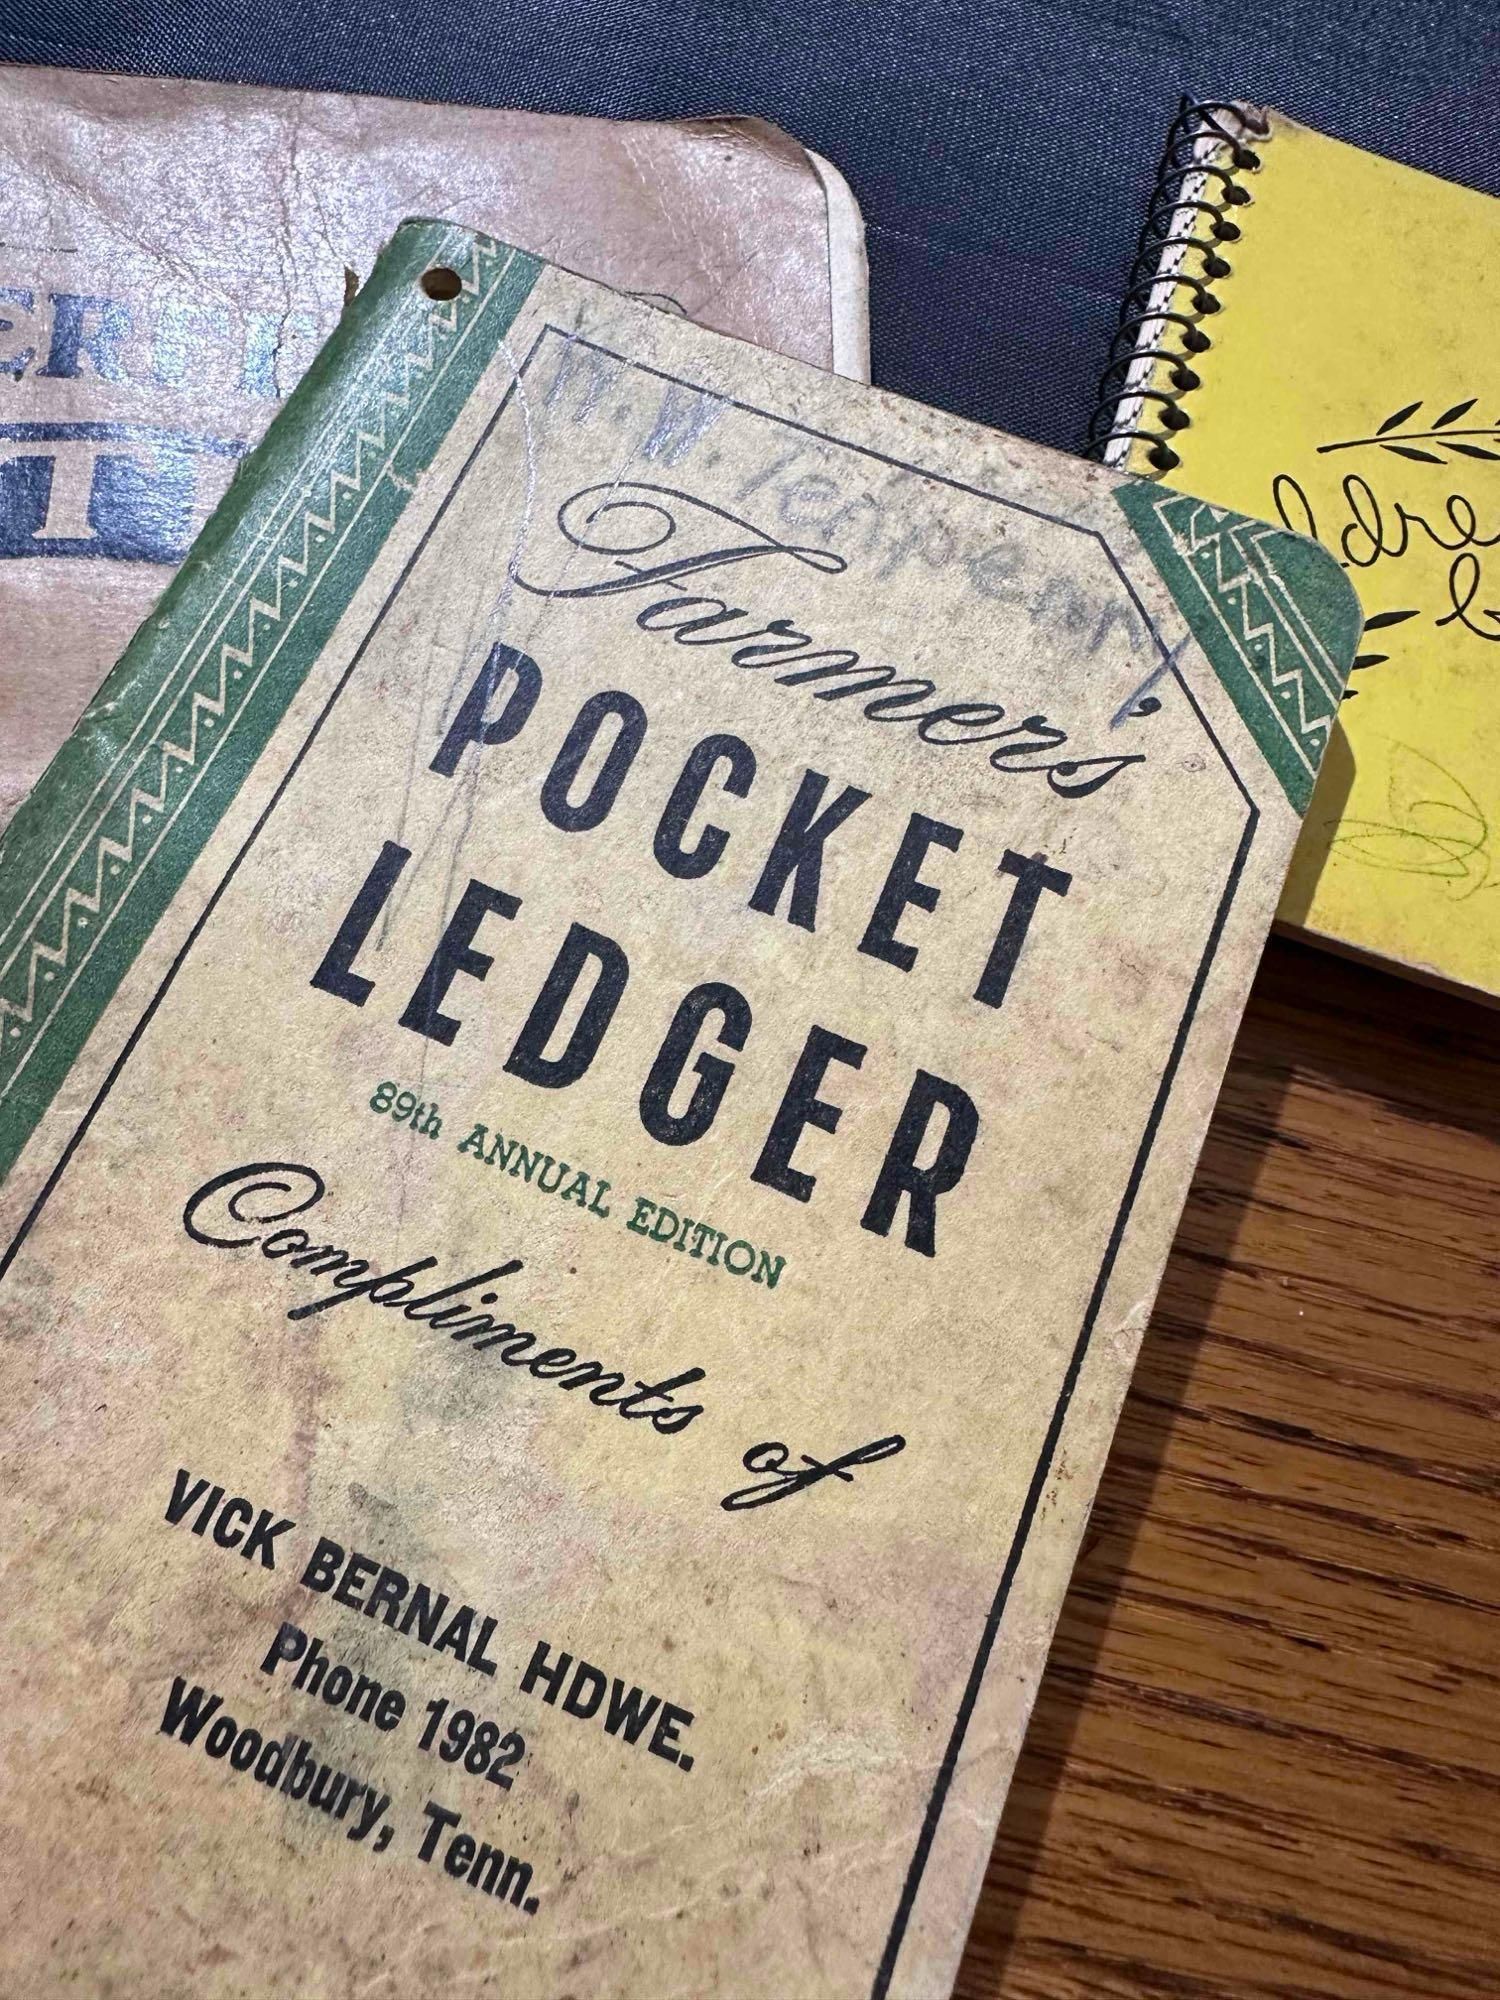 Farmers'
POCKET
LEDGER
89th ANNUAL EDITION
Compliments of
VICK BERNAL HDWE.
Phone 1982
Woodbury, Tenn.